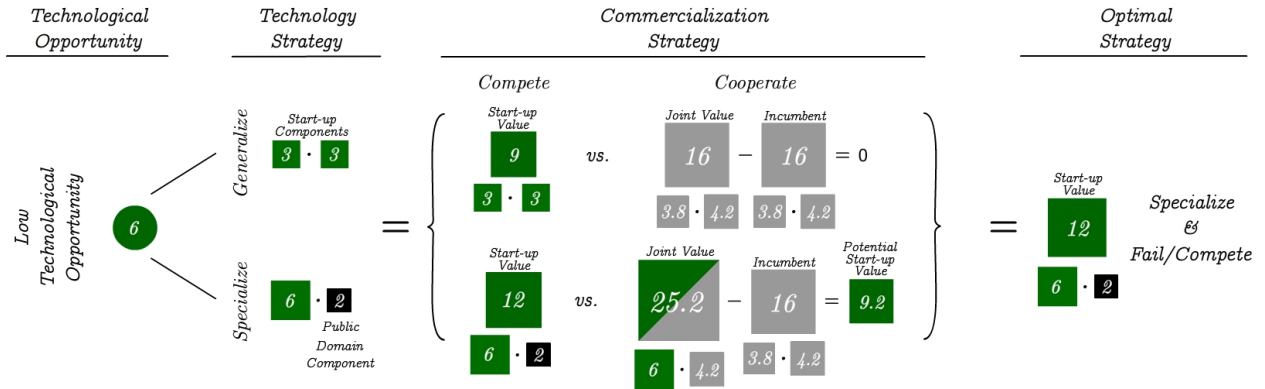 Technological
Opportunity
Technology
Strategy
Commercialization
Strategy
Optimal
Strategy
Compete
Cooperate
Low
Technological
Opportunity
6
Generalize
Start-up
Components
3 · 3
Start-up
Value
9
3 · 3
vs.
Joint Value
16
3.8 · 4.2
−
Incumbent
16
3.8 · 4.2
= 0
Specialize
6 · 2
Public
Domain
Component
=
Start-up
Value
12
6 · 2
vs.
Joint Value
25.2
6 · 4.2
−
Incumbent
16
3.8 · 4.2
=
Potential
Start-up
Value
9.2
=
Start-up
Value
12
6 · 2
Specialize
&
Fail/Compete